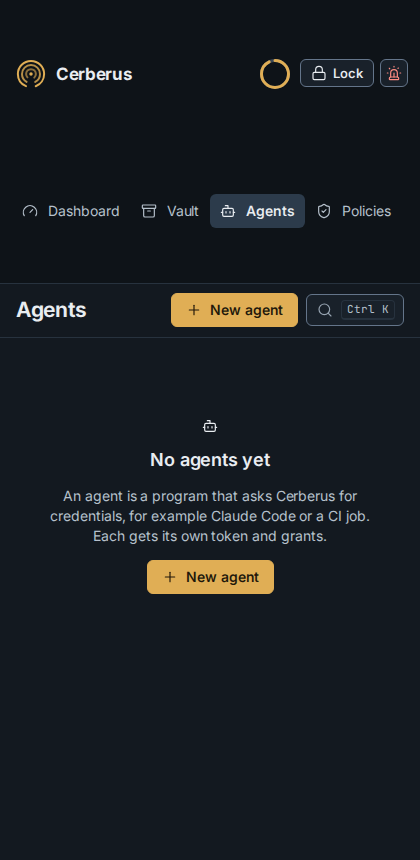 Cerberus
Lock
Dashboard
Vault
Agents
Policies
Agents
New agent
Ctrl K
No agents yet
An agent is a program that asks Cerberus for
credentials, for example Claude Code or a CI job.
Each gets its own token and grants.
New agent